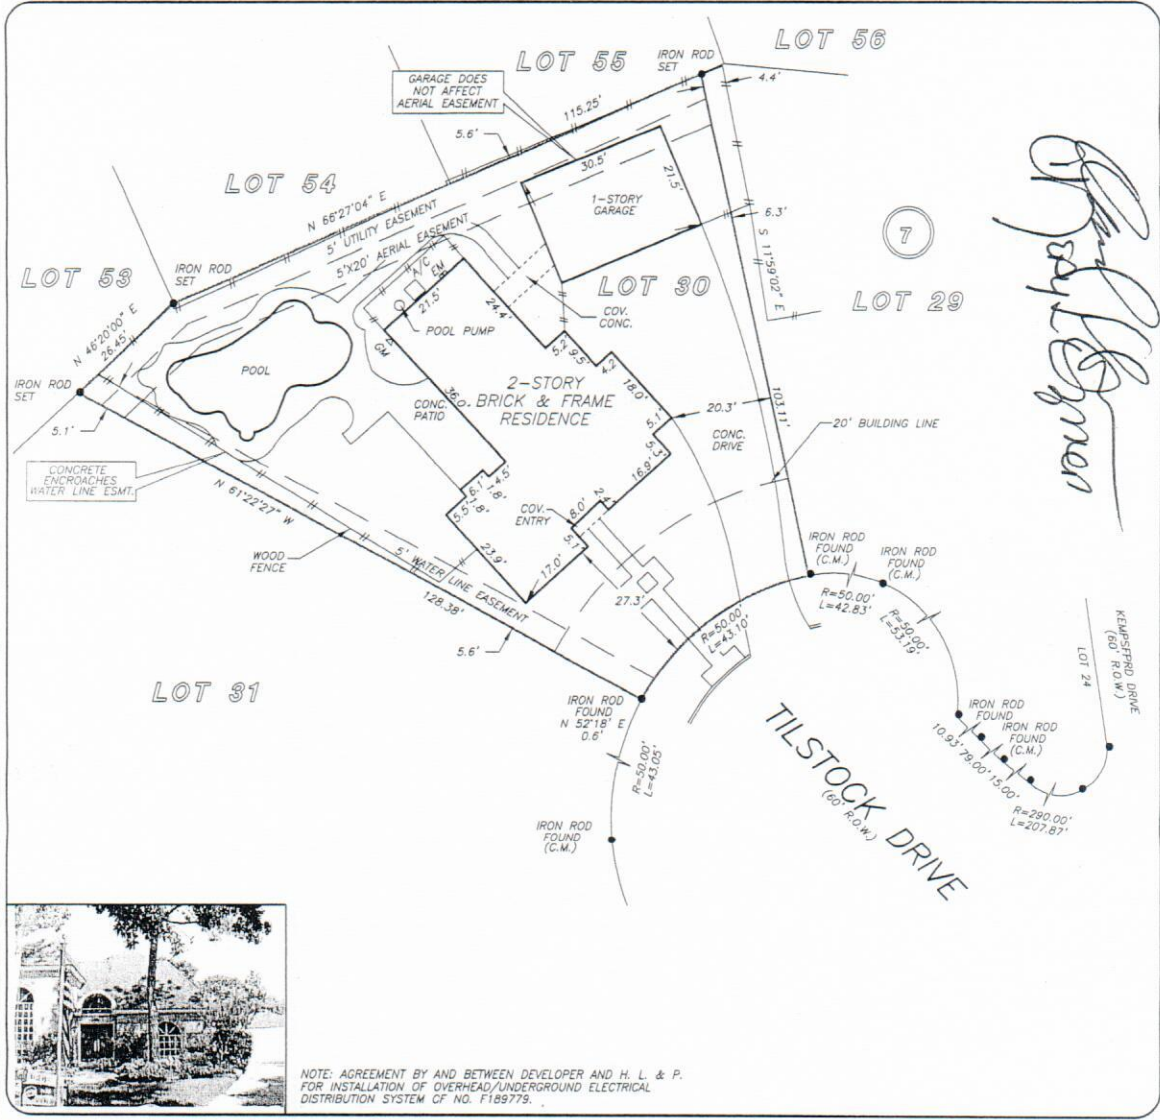 LOT 56
LOT 55
IRON ROD
SET
4.4'
GARAGE DOES
NOT AFFECT
AERIAL EASEMENT
115.25'
5.6'
30.5'
21.5'
1-STORY
GARAGE
LOT 54
N 66°27'04" E
5' UTILITY EASEMENT
5'X20' AERIAL EASEMENT
6.3'
S 11°59'02" E
7
LOT 53
IRON ROD
SET
A/C
EM
LOT 30
LOT 29
N 46°20'00" E
26.45'
21.5'
24.4'
COV.
CONC.
POOL PUMP
GM
5.2'
9.5'
4.2'
POOL
IRON ROD
SET
2-STORY
BRICK & FRAME
RESIDENCE
18.0'
CONC.
PATIO
103.11'
20.3'
5.1'
20' BUILDING LINE
5.1'
CONC.
DRIVE
5.3'
CONCRETE
ENCROACHES
WATER LINE ESMT.
16.9'
4.5'
6.1'
1.8'
1.8'
5.5'
N 61°22'27" W
COV.
ENTRY
8.0'
5.1'
WOOD
FENCE
23.9'
17.0'
5' WATER LINE EASEMENT
128.38'
27.3'
IRON ROD
FOUND
(C.M.)
IRON ROD
FOUND
(C.M.)
R=50.00'
L=42.83'
R=50.00'
L=53.19'
R=50.00'
L=43.10'
5.6'
KEMPSFPRD DRIVE
(60' R.O.W.)
LOT 24
LOT 31
IRON ROD
FOUND
N 52°18' E
0.6'
IRON ROD
FOUND
IRON ROD
FOUND
(C.M.)
10.93'
79.00'
15.00'
TILSTOCK DRIVE
(60' R.O.W.)
R=50.00'
L=43.05'
R=290.00'
L=207.87'
IRON ROD
FOUND
(C.M.)
NOTE: AGREEMENT BY AND BETWEEN DEVELOPER AND H. L. & P.
FOR INSTALLATION OF OVERHEAD/UNDERGROUND ELECTRICAL
DISTRIBUTION SYSTEM CF NO. F189779.